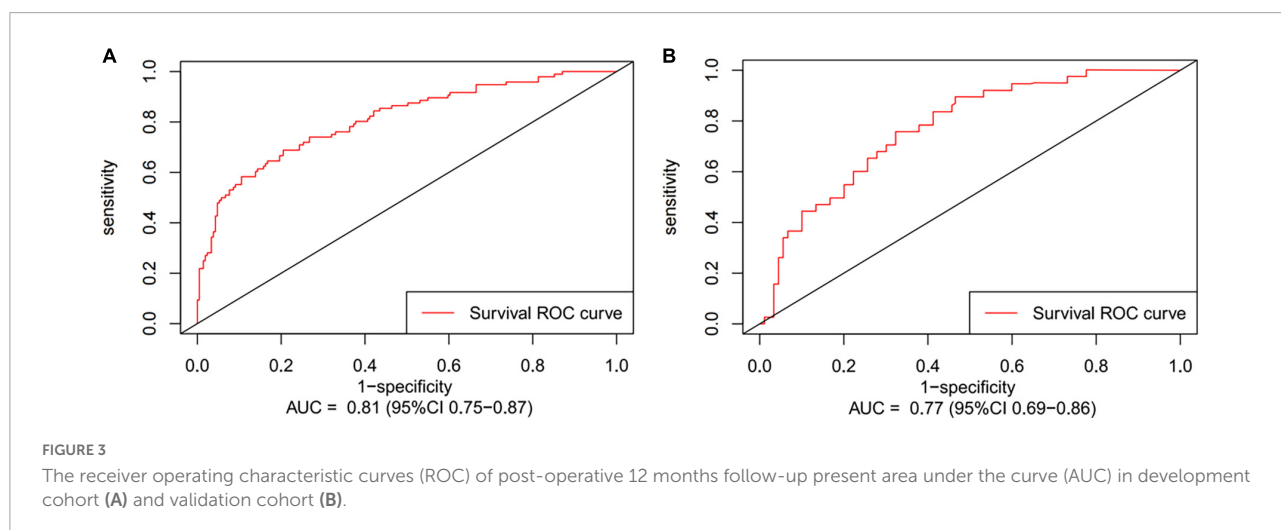 A
sensitivity
1.0
0.8
0.6
0.4
0.2
0.0
Survival ROC curve
0.0 0.2 0.4 0.6 0.8 1.0
1−specificity
AUC = 0.81 (95%CI 0.75−0.87)
B
sensitivity
1.0
0.8
0.6
0.4
0.2
0.0
Survival ROC curve
0.0 0.2 0.4 0.6 0.8 1.0
1−specificity
AUC = 0.77 (95%CI 0.69−0.86)
FIGURE 3
The receiver operating characteristic curves (ROC) of post-operative 12 months follow-up present area under the curve (AUC) in development
cohort (A) and validation cohort (B).